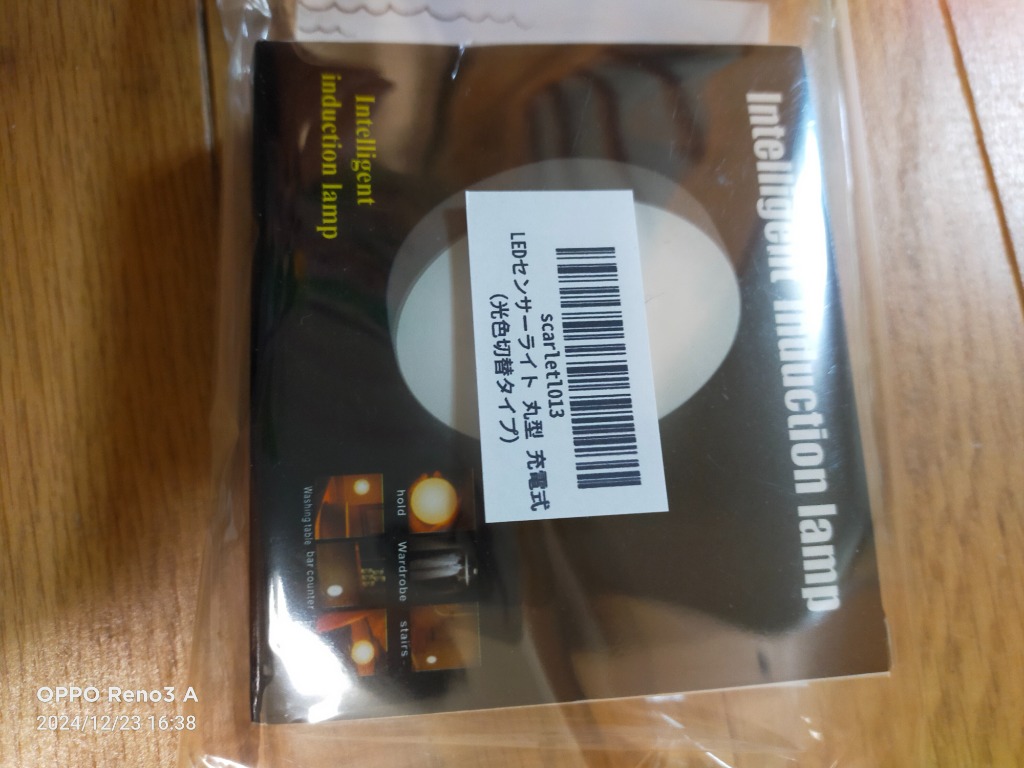 Intelligent induction lamp
scarletl013
LEDセンサーライト 丸型 充電式
(光色切替タイプ)
Intelligent
induction lamp
hold
Wardrobe
stairs
Washing table
bar counter
OPPO Reno3 A
2024/12/23 16:38